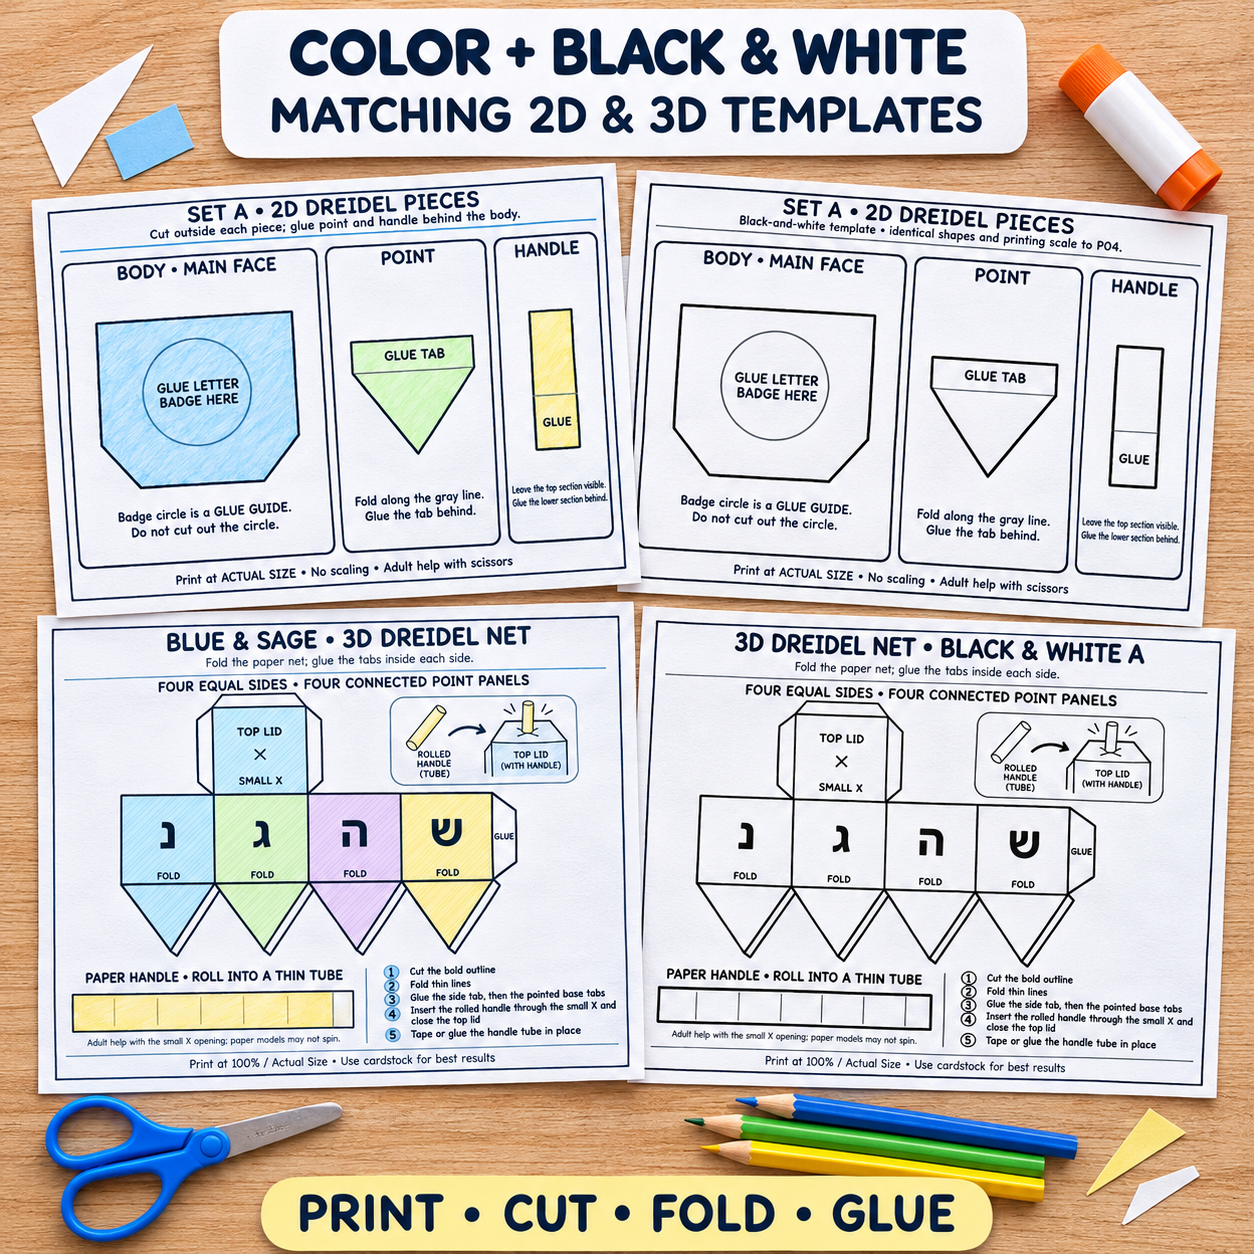 COLOR + BLACK & WHITE
MATCHING 2D & 3D TEMPLATES
SET A • 2D DREIDEL PIECES
Cut outside each piece; glue point and handle behind the body.
BODY • MAIN FACE
GLUE LETTER
BADGE HERE
Badge circle is a GLUE GUIDE.
Do not cut out the circle.
POINT
GLUE TAB
Fold along the gray line.
Glue the tab behind.
HANDLE
GLUE
Leave the top section visible.
Glue the lower section behind.
Print at ACTUAL SIZE • No scaling • Adult help with scissors
SET A • 2D DREIDEL PIECES
Black-and-white template • identical shapes and printing scale to P04.
BODY • MAIN FACE
GLUE LETTER
BADGE HERE
Badge circle is a GLUE GUIDE.
Do not cut out the circle.
POINT
GLUE TAB
Fold along the gray line.
Glue the tab behind.
HANDLE
GLUE
Leave the top section visible.
Glue the lower section behind.
Print at ACTUAL SIZE • No scaling • Adult help with scissors
BLUE & SAGE • 3D DREIDEL NET
Fold the paper net; glue the tabs inside each side.
FOUR EQUAL SIDES • FOUR CONNECTED POINT PANELS
TOP LID
SMALL X
ROLLED
HANDLE
(TUBE)
TOP LID
(WITH HANDLE)
נ ג ה ש
GLUE
FOLD FOLD FOLD FOLD
PAPER HANDLE • ROLL INTO A THIN TUBE
Adult help with the small X opening; paper models may not spin.
1 Cut the bold outline
2 Fold thin lines
3 Glue the side tab, then the pointed base tabs
4 Insert the rolled handle through the small X and
close the top lid
5 Tape or glue the handle tube in place
Print at 100% / Actual Size • Use cardstock for best results
3D DREIDEL NET • BLACK & WHITE A
Fold the paper net; glue the tabs inside each side.
FOUR EQUAL SIDES • FOUR CONNECTED POINT PANELS
TOP LID
SMALL X
ROLLED
HANDLE
(TUBE)
TOP LID
(WITH HANDLE)
נ ג ה ש
GLUE
FOLD FOLD FOLD FOLD
PAPER HANDLE • ROLL INTO A THIN TUBE
Adult help with the small X opening; paper models may not spin.
1 Cut the bold outline
2 Fold thin lines
3 Glue the side tab, then the pointed base tabs
4 Insert the rolled handle through the small X and
close the top lid
5 Tape or glue the handle tube in place
Print at 100% / Actual Size • Use cardstock for best results
PRINT • CUT • FOLD • GLUE